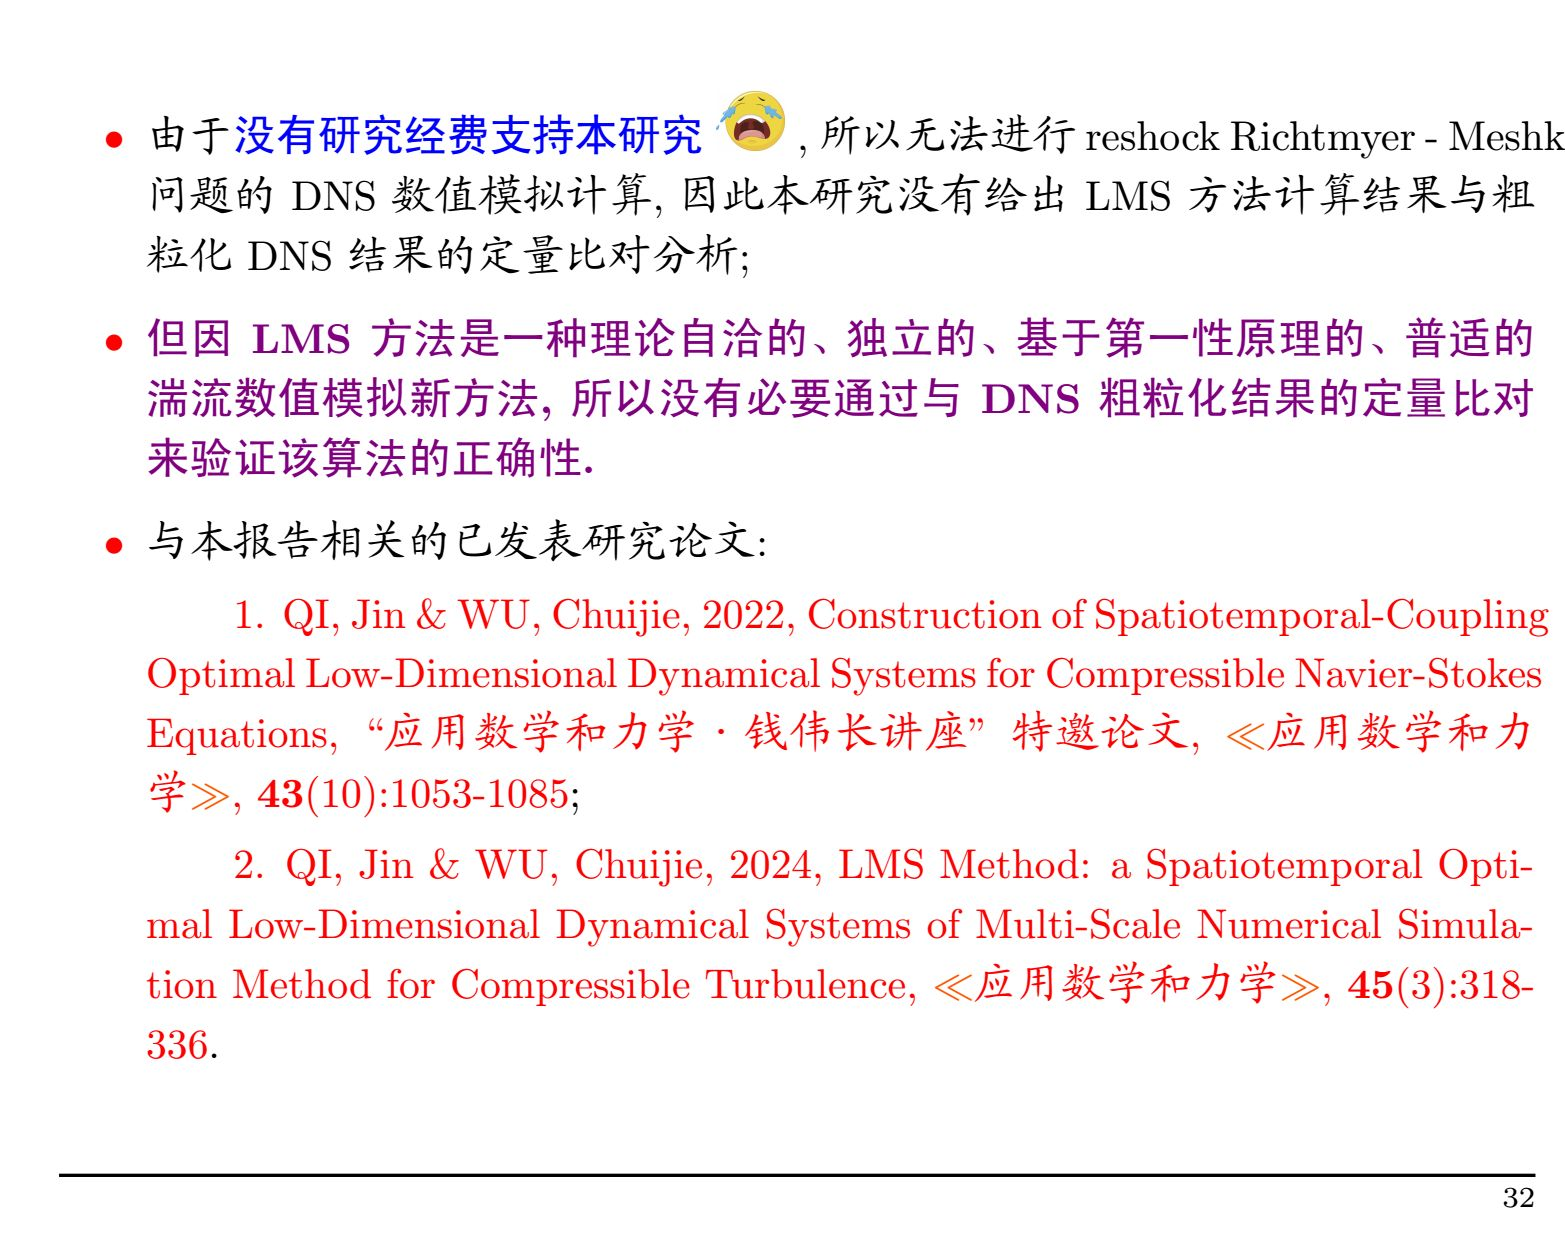 • 由于没有研究经费支持本研究 , 所以无法进行 reshock Richtmyer - Meshk
问题的 DNS 数值模拟计算, 因此本研究没有给出 LMS 方法计算结果与粗
粒化 DNS 结果的定量比对分析;
• 但因 LMS 方法是一种理论自洽的、独立的、基于第一性原理的、普适的
湍流数值模拟新方法, 所以没有必要通过与 DNS 粗粒化结果的定量比对
来验证该算法的正确性.
• 与本报告相关的已发表研究论文:
1. QI, Jin & WU, Chuijie, 2022, Construction of Spatiotemporal-Coupling
Optimal Low-Dimensional Dynamical Systems for Compressible Navier-Stokes
Equations, “应用数学和力学 · 钱伟长讲座” 特邀论文, ≪应用数学和力
学≫, 43(10):1053-1085;
2. QI, Jin & WU, Chuijie, 2024, LMS Method: a Spatiotemporal Opti-
mal Low-Dimensional Dynamical Systems of Multi-Scale Numerical Simula-
tion Method for Compressible Turbulence, ≪应用数学和力学≫, 45(3):318-
336.
32